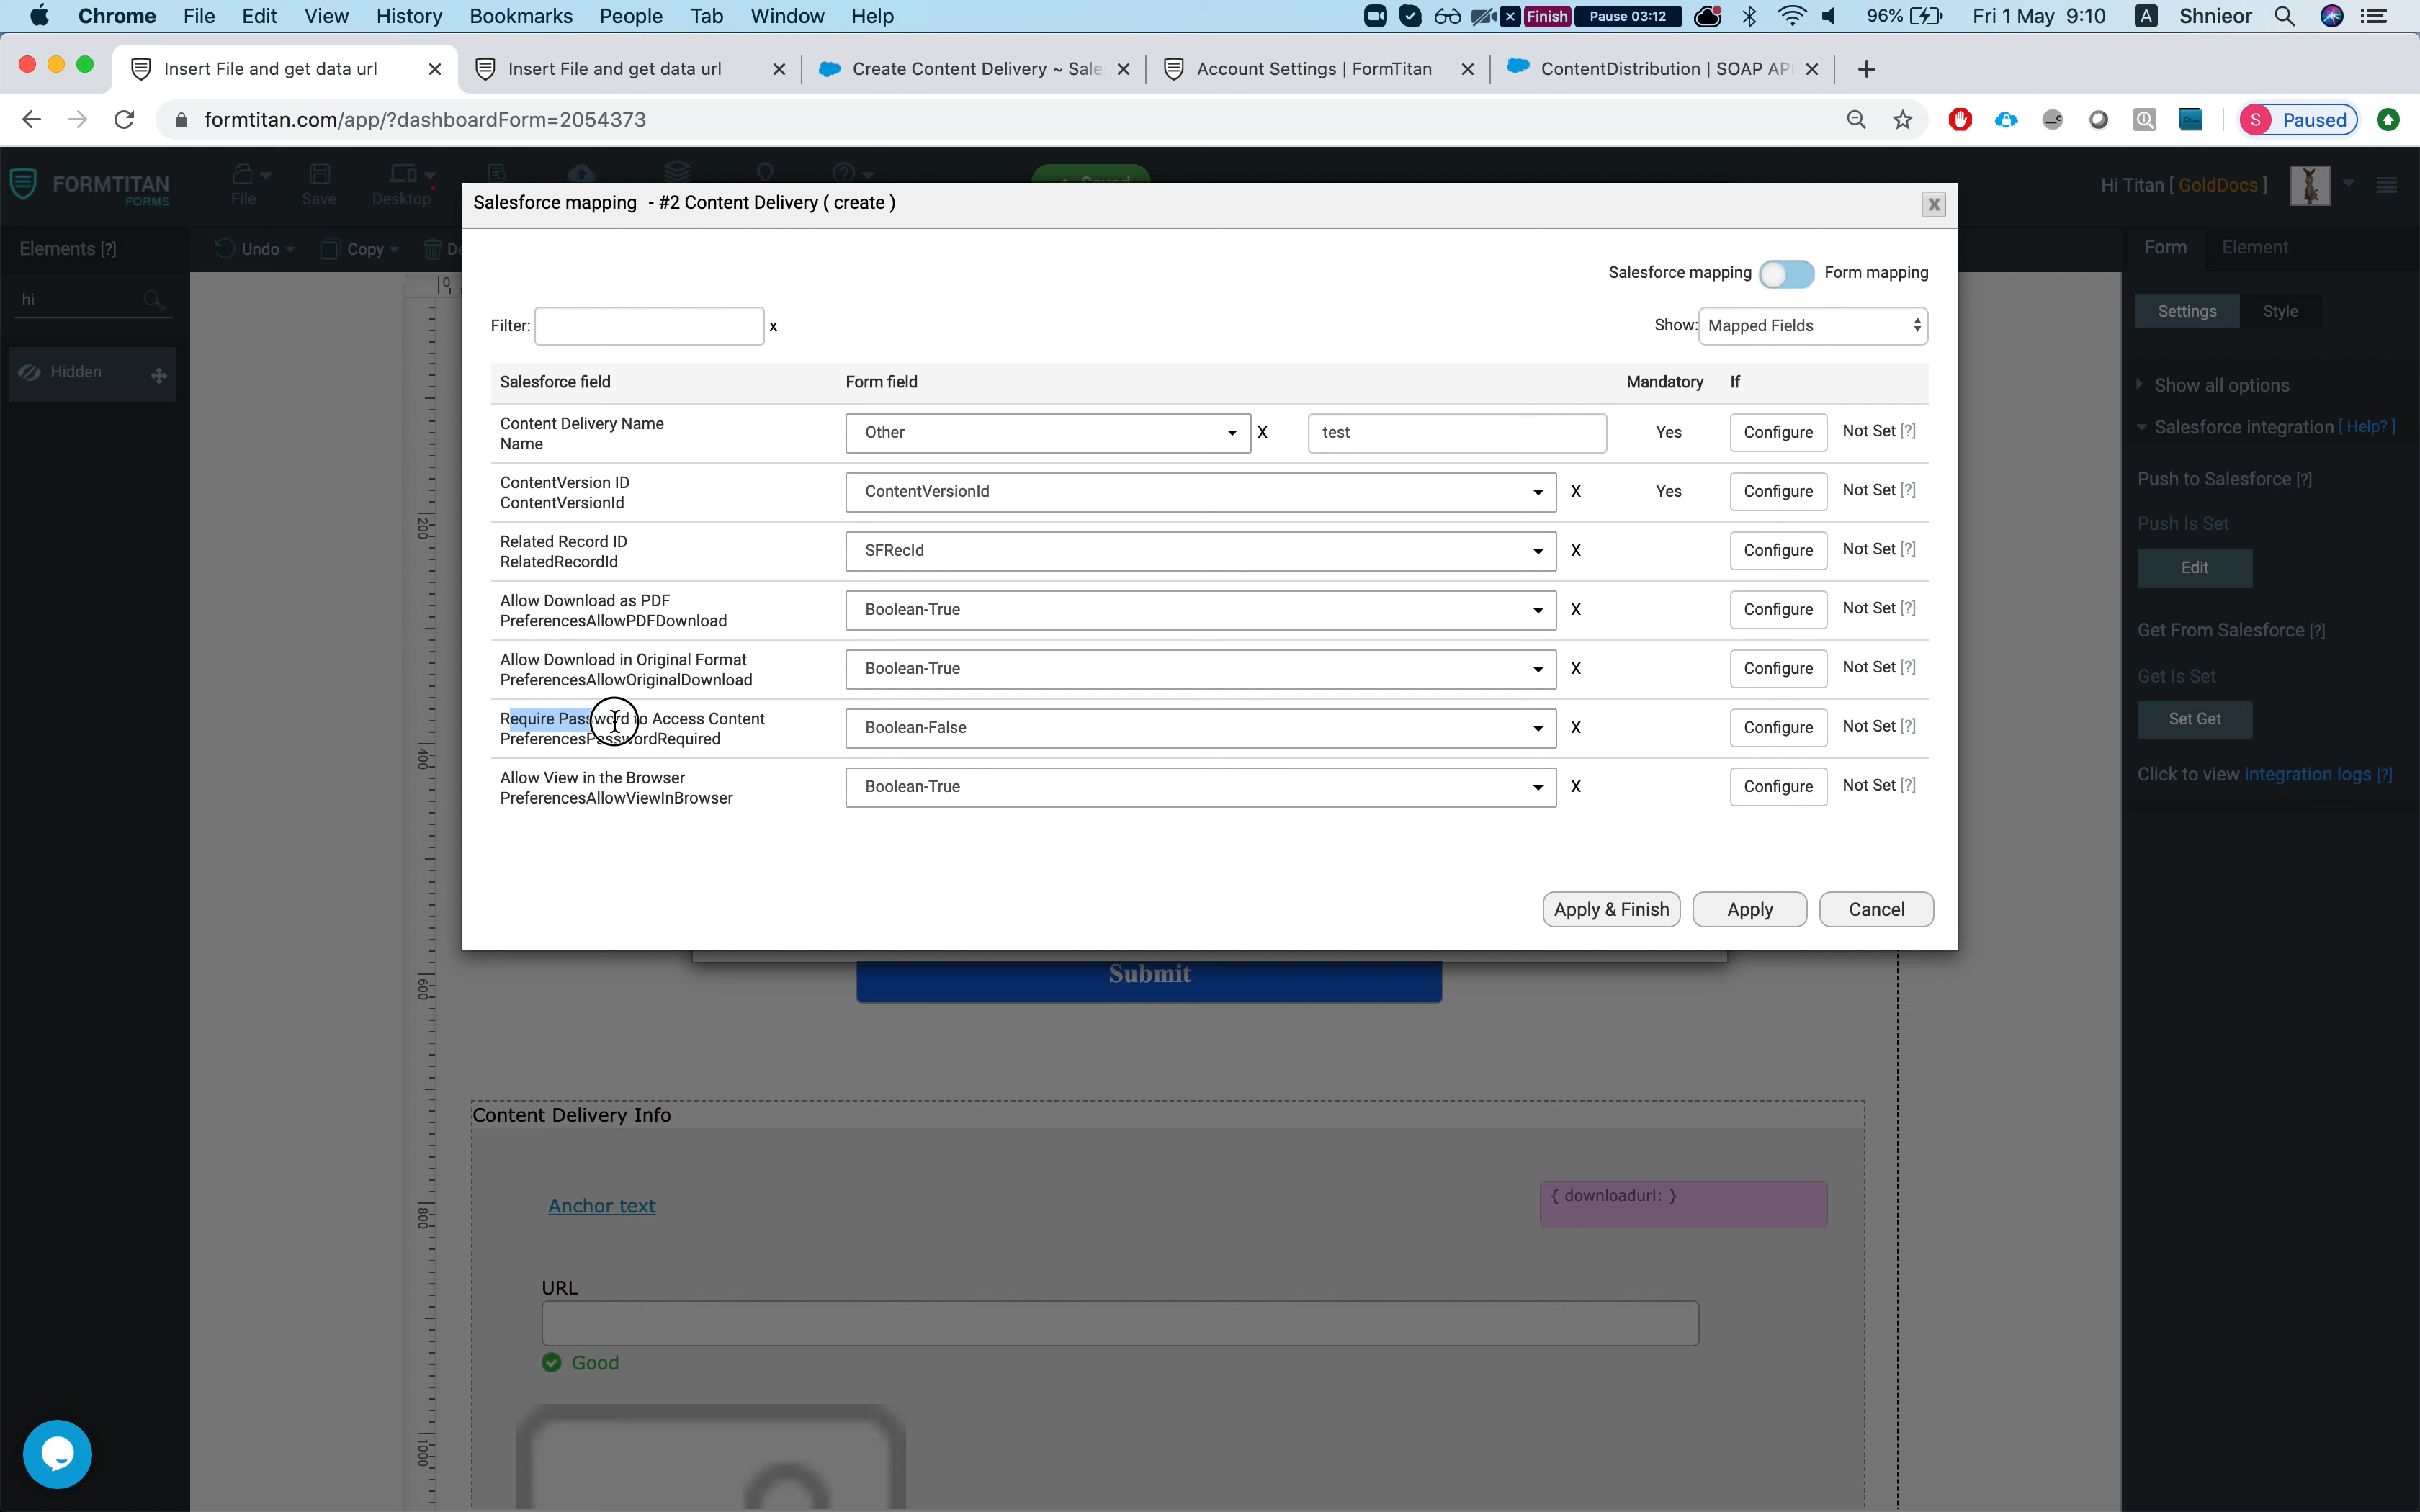 Chrome File Edit View History Bookmarks People Tab Window Help
Finish Pause 03:12 96% Fri 1 May 9:10 A Shnieor
Insert File and get data url
Insert File and get data url
Create Content Delivery ~ Sale
Account Settings | FormTitan
ContentDistribution | SOAP AP
formtitan.com/app/?dashboardForm=2054373
S Paused
FORMTITAN
FORMS
File
Save
Desktop
Saved
Hi Titan [ GoldDocs ]
Elements [?]
Undo
Copy
De
hi
Hidden
Salesforce mapping - #2 Content Delivery ( create )
X
Salesforce mapping Form mapping
Filter: x
Show: Mapped Fields
Salesforce field Form field Mandatory If
Content Delivery Name
Name
Other X test Yes Configure Not Set [?]
ContentVersion ID
ContentVersionId
ContentVersionId X Yes Configure Not Set [?]
Related Record ID
RelatedRecordId
SFRecId X Configure Not Set [?]
Allow Download as PDF
PreferencesAllowPDFDownload
Boolean-True X Configure Not Set [?]
Allow Download in Original Format
PreferencesAllowOriginalDownload
Boolean-True X Configure Not Set [?]
Require Password to Access Content
PreferencesPasswordRequired
Boolean-False X Configure Not Set [?]
Allow View in the Browser
PreferencesAllowViewInBrowser
Boolean-True X Configure Not Set [?]
Apply & Finish Apply Cancel
Form Element
Settings Style
Show all options
Salesforce integration [ Help? ]
Push to Salesforce [?]
Push Is Set
Edit
Get From Salesforce [?]
Get Is Set
Set Get
Click to view integration logs [?]
0
200
400
600
800
1000
Submit
Content Delivery Info
Anchor text
{ downloadurl: }
URL
Good